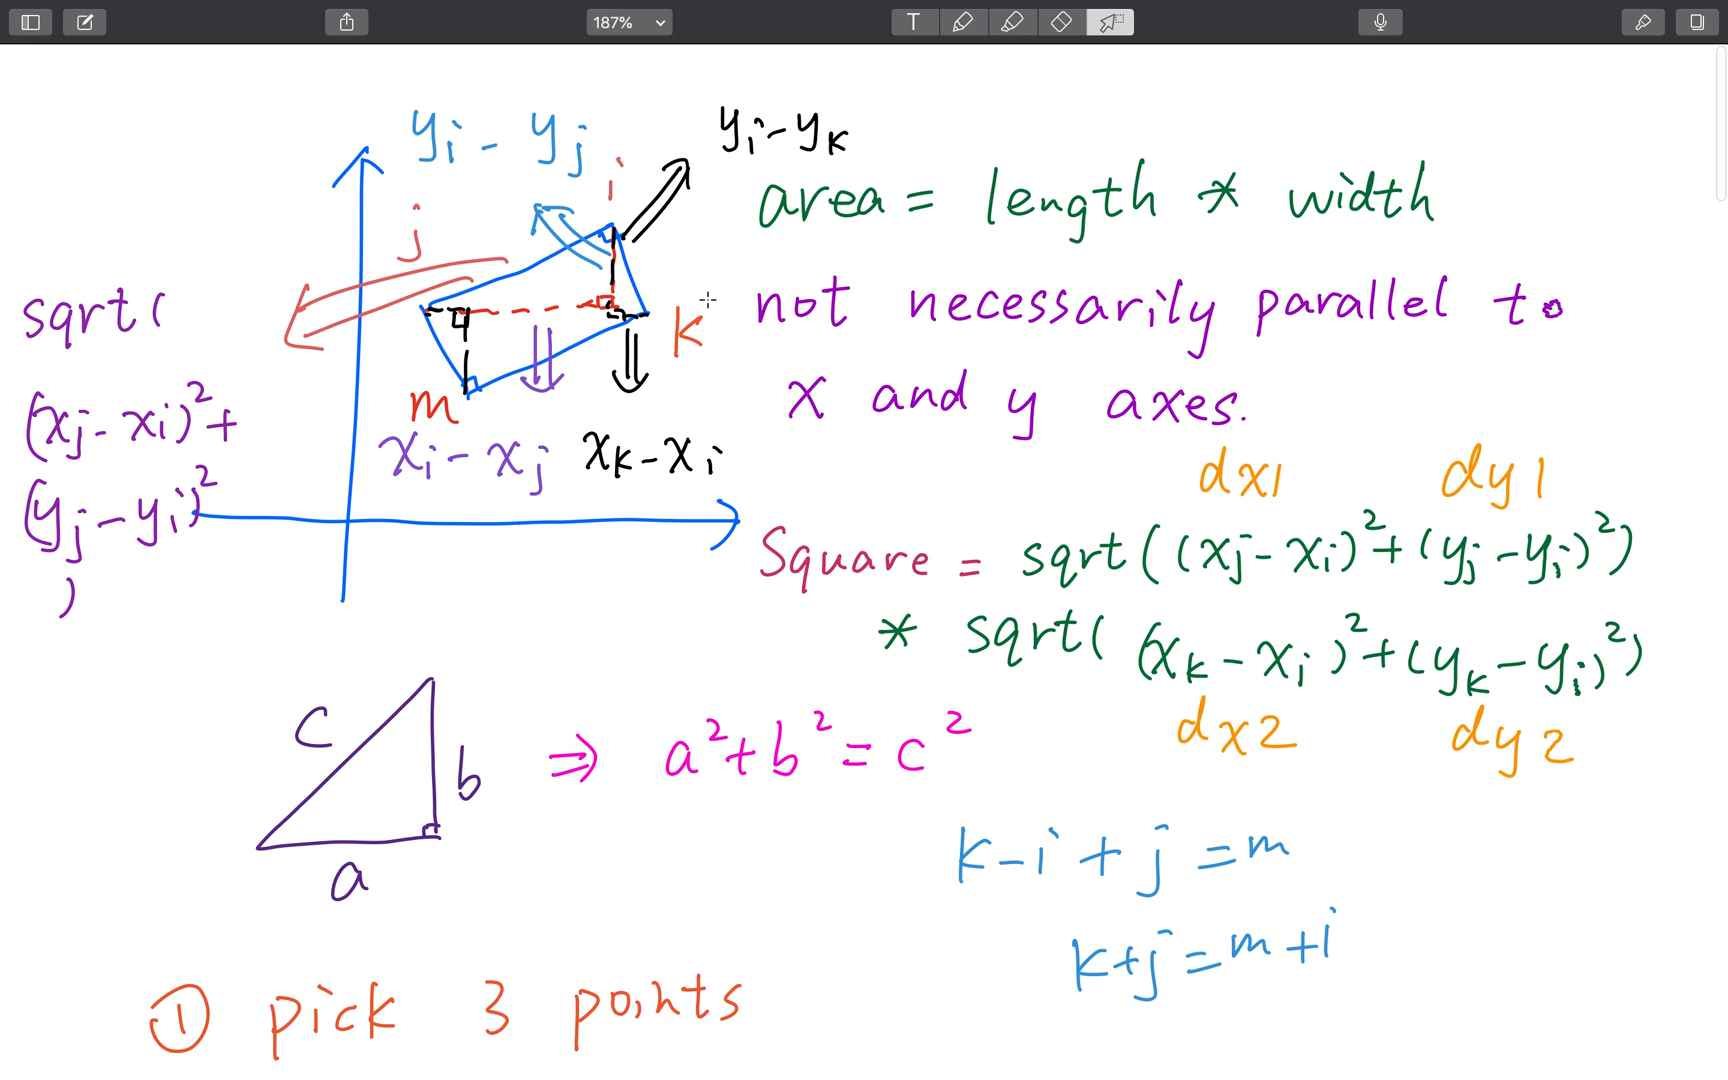 187%
T
yi - yj
yi - yk
i
j
area = length * width
sqrt(
(xj - xi)²+
(yj - yi)²
)
k
m
not necessarily parallel to
x and y axes.
xi - xj
xk - xi
dx1 dy1
Square = sqrt((xj - xi)²+(yj - yi)²)
* sqrt((xk - xi)²+(yk - yi)²)
dx2 dy2
c
b
a
⇒ a²+b²=c²
k-i+j=m
k+j=m+i
① pick 3 points